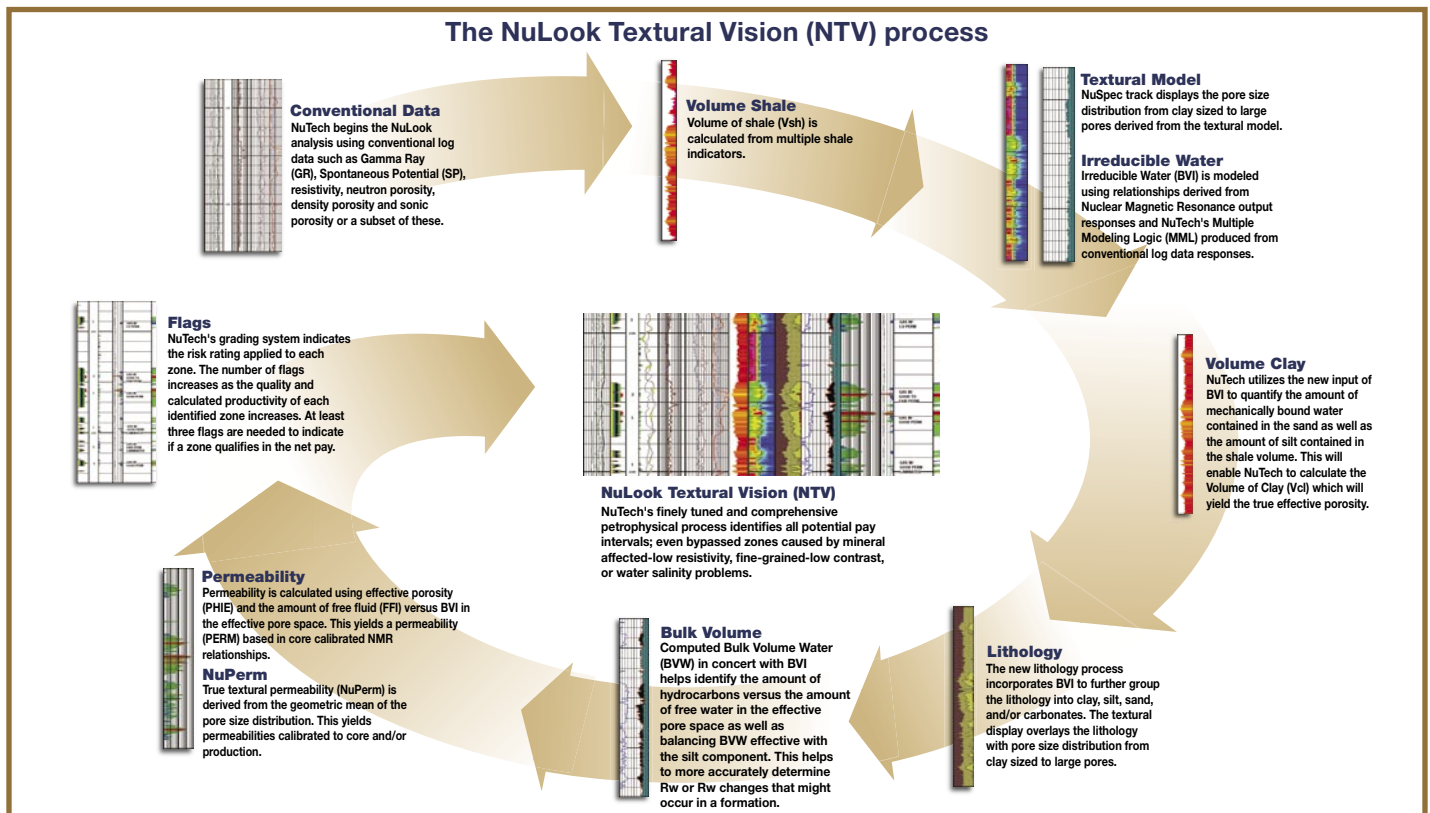 The NuLook Textural Vision (NTV) process
Conventional Data
NuTech begins the NuLook
analysis using conventional log
data such as Gamma Ray
(GR), Spontaneous Potential (SP),
resistivity, neutron porosity,
density porosity and sonic
porosity or a subset of these.
Volume Shale
Volume of shale (Vsh) is
calculated from multiple shale
indicators.
Textural Model
NuSpec track displays the pore size
distribution from clay sized to large
pores derived from the textural model.
Irreducible Water
Irreducible Water (BVI) is modeled
using relationships derived from
Nuclear Magnetic Resonance output
responses and NuTech's Multiple
Modeling Logic (MML) produced from
conventional log data responses.
Volume Clay
NuTech utilizes the new input of
BVI to quantify the amount of
mechanically bound water
contained in the sand as well as
the amount of silt contained in
the shale volume. This will
enable NuTech to calculate the
Volume of Clay (Vcl) which will
yield the true effective porosity.
Lithology
The new lithology process
incorporates BVI to further group
the lithology into clay, silt, sand,
and/or carbonates. The textural
display overlays the lithology
with pore size distribution from
clay sized to large pores.
Bulk Volume
Computed Bulk Volume Water
(BVW) in concert with BVI
helps identify the amount of
hydrocarbons versus the amount
of free water in the effective
pore space as well as
balancing BVW effective with
the silt component. This helps
to more accurately determine
Rw or Rw changes that might
occur in a formation.
Permeability
Permeability is calculated using effective porosity
(PHIE) and the amount of free fluid (FFI) versus BVI in
the effective pore space. This yields a permeability
(PERM) based in core calibrated NMR
relationships.
NuPerm
True textural permeability (NuPerm) is
derived from the geometric mean of the
pore size distribution. This yields
permeabilities calibrated to core and/or
production.
Flags
NuTech's grading system indicates
the risk rating applied to each
zone. The number of flags
increases as the quality and
calculated productivity of each
identified zone increases. At least
three flags are needed to indicate
if a zone qualifies in the net pay.
NuLook Textural Vision (NTV)
NuTech's finely tuned and comprehensive
petrophysical process identifies all potential pay
intervals; even bypassed zones caused by mineral
affected-low resistivity, fine-grained-low contrast,
or water salinity problems.